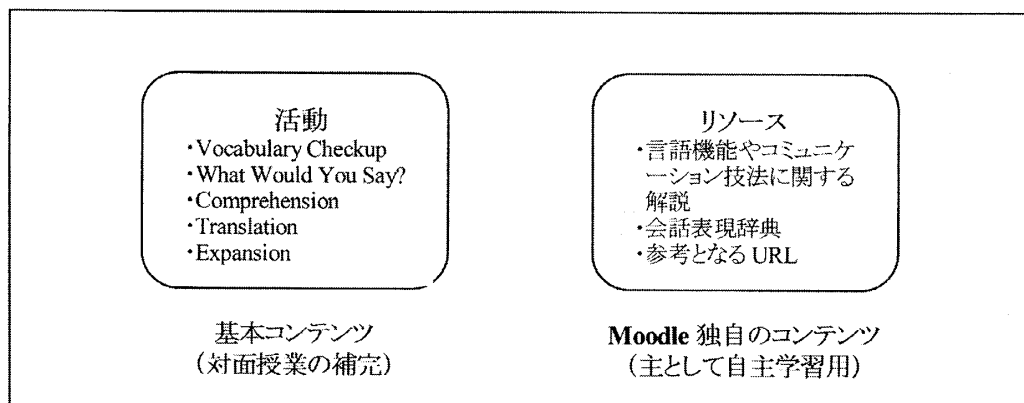 活動
・Vocabulary Checkup
・What Would You Say?
・Comprehension
・Translation
・Expansion
基本コンテンツ
(対面授業の補完)
リソース
・言語機能やコミュニケ
ーション技法に関する
解説
・会話表現辞典
・参考となる URL
Moodle 独自のコンテンツ
(主として自主学習用)